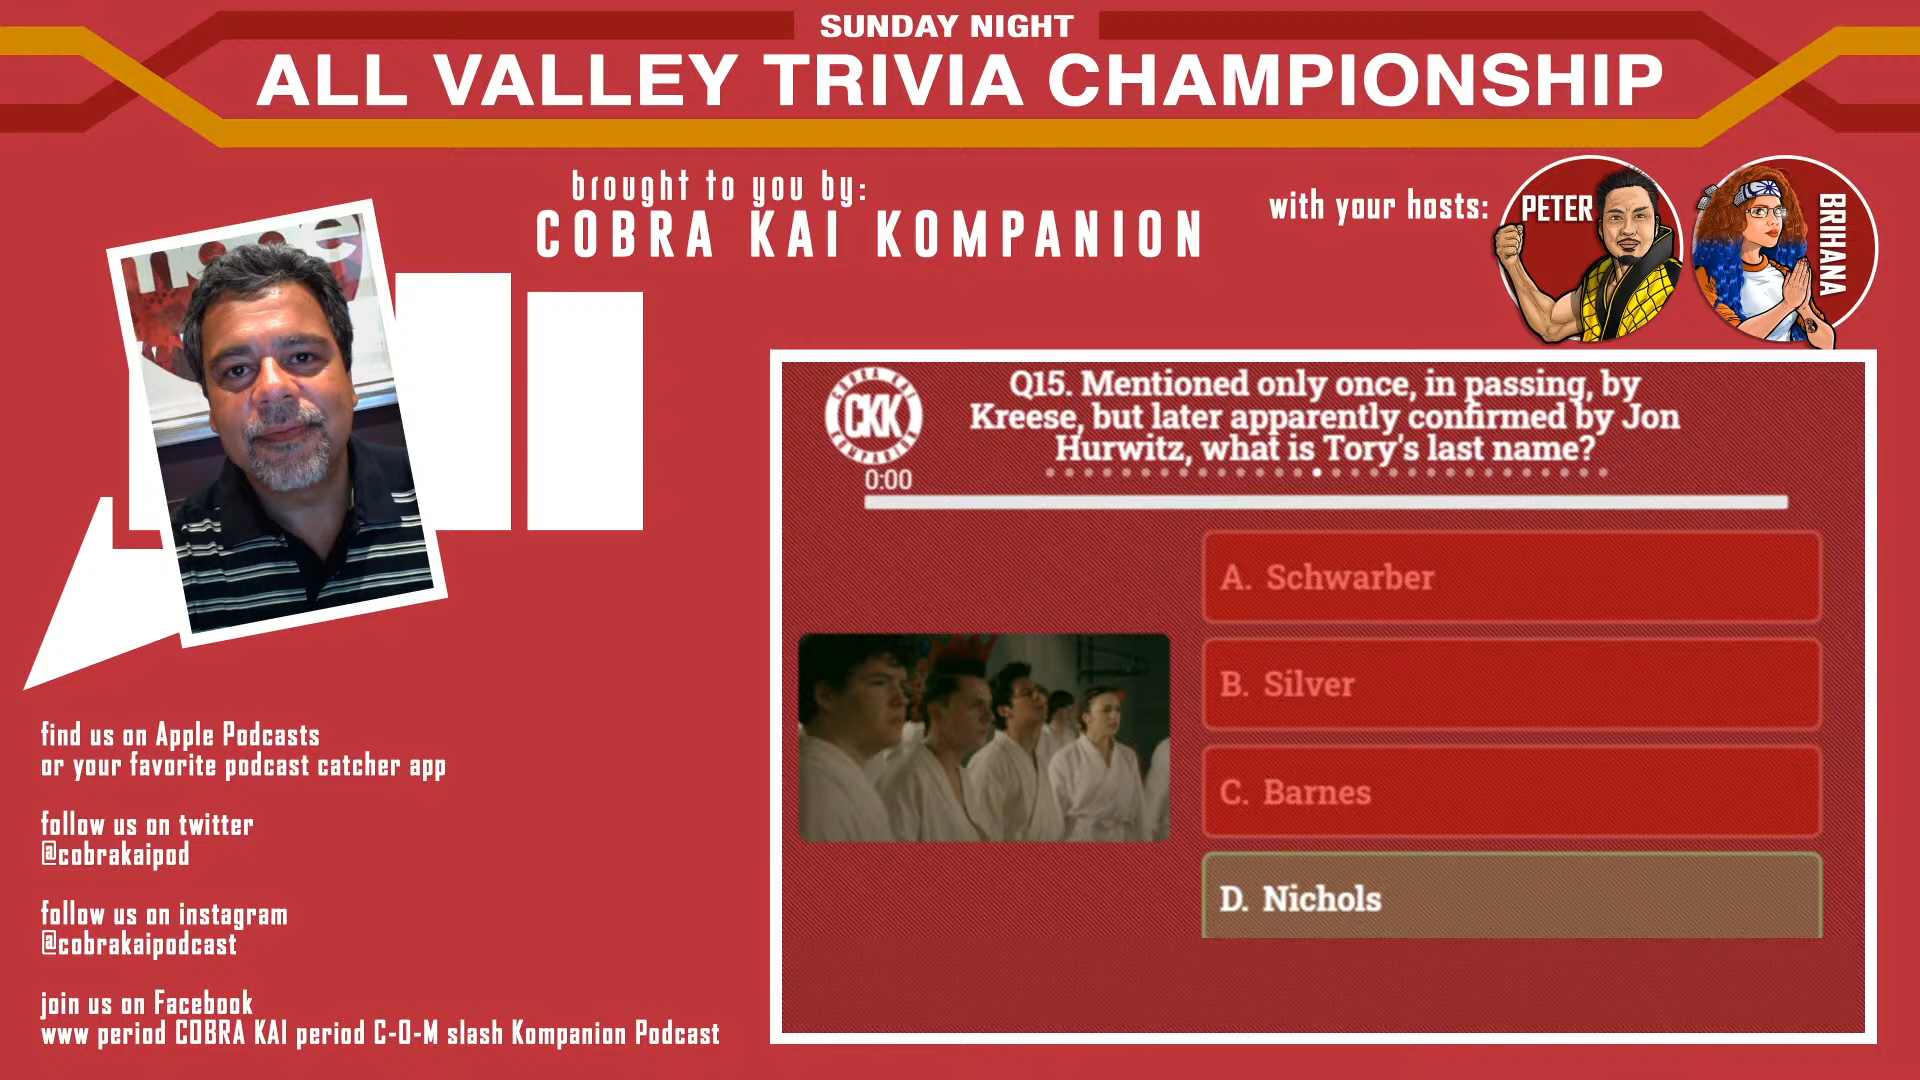 SUNDAY NIGHT
ALL VALLEY TRIVIA CHAMPIONSHIP
brought to you by:
COBRA KAI KOMPANION
with your hosts:
PETER
BRIHANA
Q15. Mentioned only once, in passing, by
Kreese, but later apparently confirmed by Jon
Hurwitz, what is Tory's last name?
COBRA KAI
CKK
KOMPANION
0:00
A. Schwarber
B. Silver
C. Barnes
D. Nichols
find us on Apple Podcasts
or your favorite podcast catcher app
follow us on twitter
@cobrakaipod
follow us on instagram
@cobrakaipodcast
join us on Facebook
www period COBRA KAI period C-O-M slash Kompanion Podcast